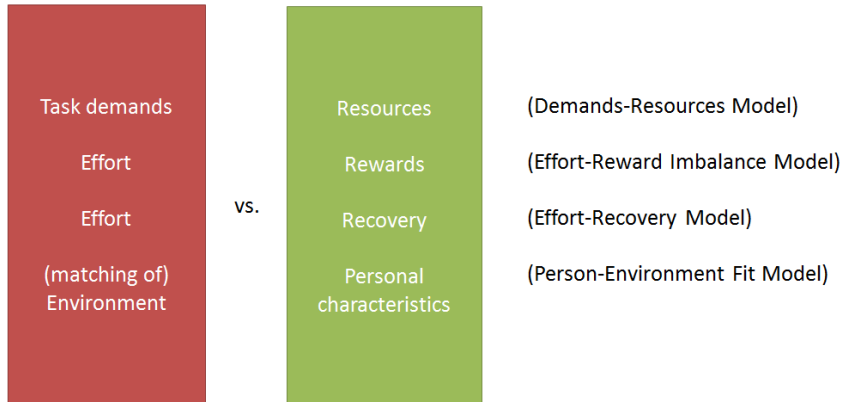 Task demands
Resources
(Demands-Resources Model)
Effort
Rewards
(Effort-Reward Imbalance Model)
Effort
vs.
Recovery
(Effort-Recovery Model)
(matching of)
Environment
Personal
characteristics
(Person-Environment Fit Model)